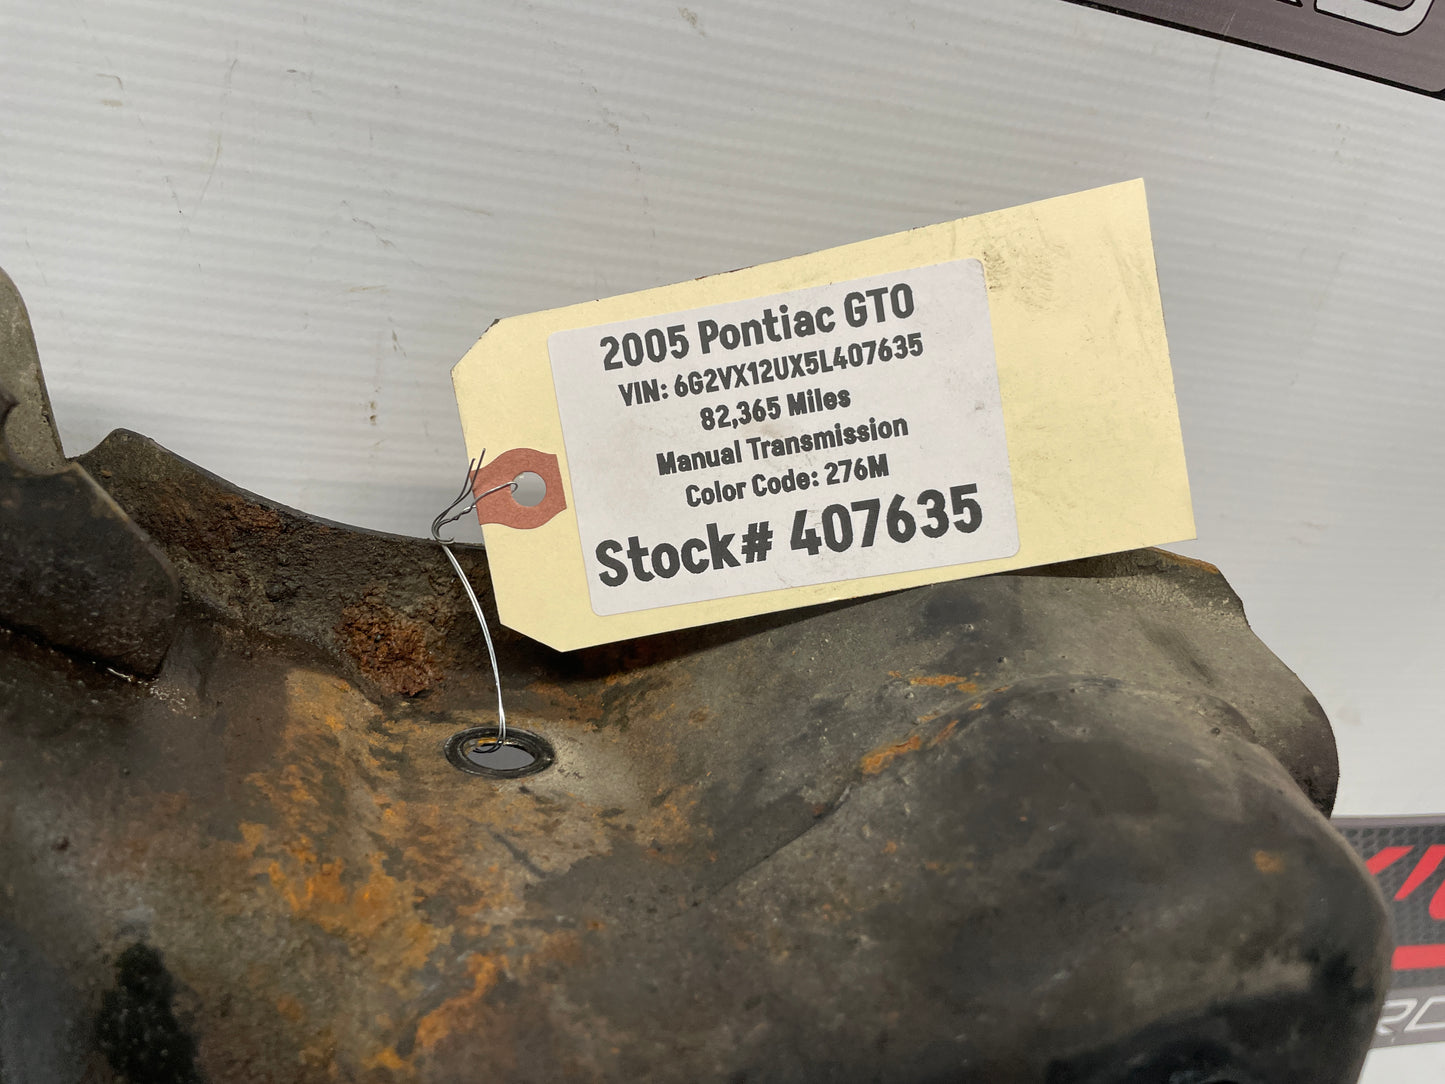 2005 Pontiac GTO
VIN: 6G2VX12UX5L407635
82,365 Miles
Manual Transmission
Color Code: 276M
Stock# 407635